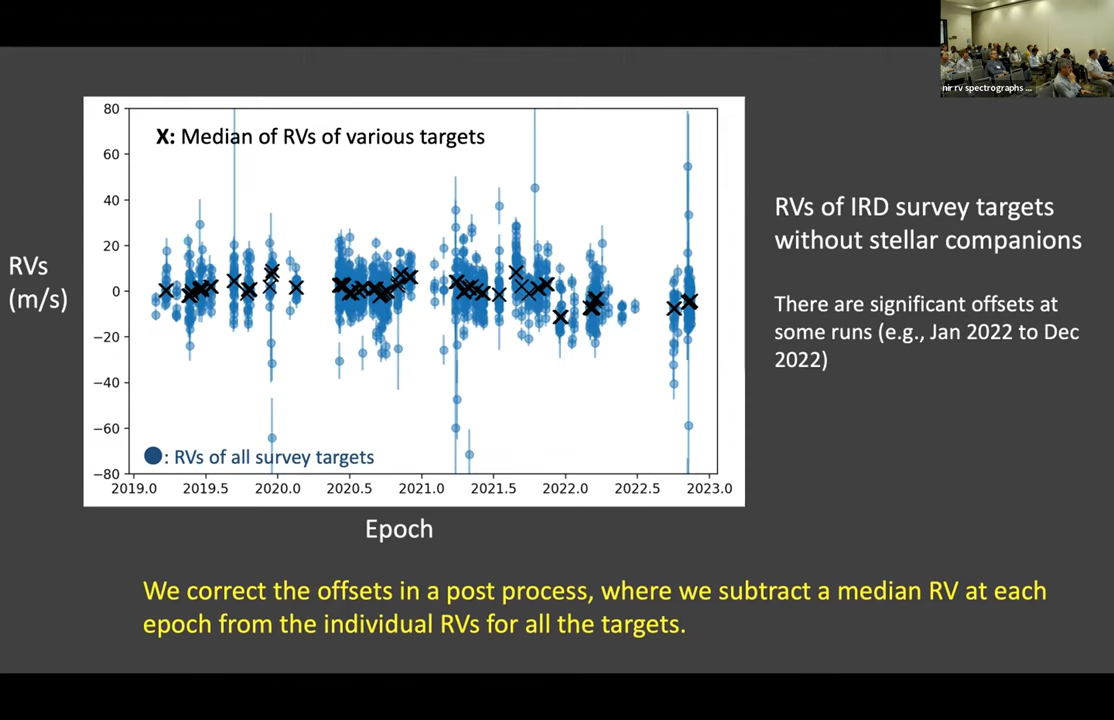 nir rv spectrographs ...
80
60
40
20
0
−20
−40
−60
−80
X: Median of RVs of various targets
RVs
(m/s)
: RVs of all survey targets
2019.0 2019.5 2020.0 2020.5 2021.0 2021.5 2022.0 2022.5 2023.0
Epoch
RVs of IRD survey targets
without stellar companions
There are significant offsets at
some runs (e.g., Jan 2022 to Dec
2022)
We correct the offsets in a post process, where we subtract a median RV at each
epoch from the individual RVs for all the targets.